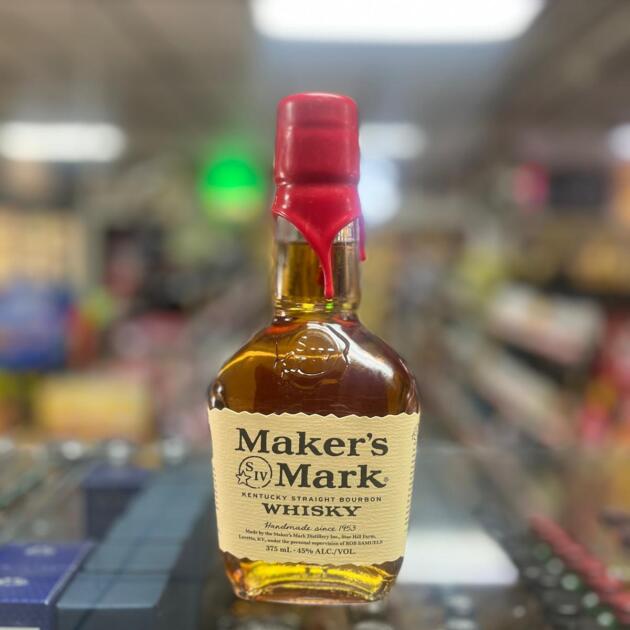 Maker's
S IV
Mark®
KENTUCKY STRAIGHT BOURBON
WHISKY
Handmade since 1953
Made by the Maker's Mark Distillery Inc., Star Hill Farm,
Loretto, KY., under the personal supervision of ROB SAMUELS
375 mL · 45% ALC./VOL.